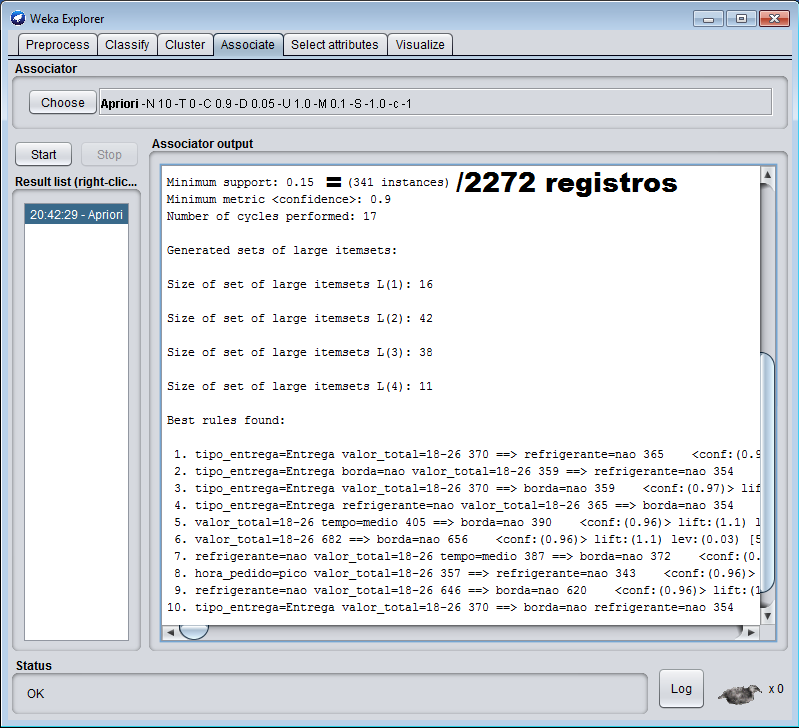 Weka Explorer
Preprocess Classify Cluster Associate Select attributes Visualize
Associator
Choose Apriori -N 10 -T 0 -C 0.9 -D 0.05 -U 1.0 -M 0.1 -S -1.0 -c -1
Start Stop
Result list (right-clic...
20:42:29 - Apriori
Associator output
Minimum support: 0.15 = (341 instances) /2272 registros
Minimum metric <confidence>: 0.9
Number of cycles performed: 17
Generated sets of large itemsets:
Size of set of large itemsets L(1): 16
Size of set of large itemsets L(2): 42
Size of set of large itemsets L(3): 38
Size of set of large itemsets L(4): 11
Best rules found:
1. tipo_entrega=Entrega valor_total=18-26 370 ==> refrigerante=nao 365 <conf:(0.9
2. tipo_entrega=Entrega borda=nao valor_total=18-26 359 ==> refrigerante=nao 354
3. tipo_entrega=Entrega valor_total=18-26 370 ==> borda=nao 359 <conf:(0.97)> lif
4. tipo_entrega=Entrega refrigerante=nao valor_total=18-26 365 ==> borda=nao 354
5. valor_total=18-26 tempo=medio 405 ==> borda=nao 390 <conf:(0.96)> lift:(1.1) l
6. valor_total=18-26 682 ==> borda=nao 656 <conf:(0.96)> lift:(1.1) lev:(0.03) [5
7. refrigerante=nao valor_total=18-26 tempo=medio 387 ==> borda=nao 372 <conf:(0.
8. hora_pedido=pico valor_total=18-26 357 ==> refrigerante=nao 343 <conf:(0.96)>
9. refrigerante=nao valor_total=18-26 646 ==> borda=nao 620 <conf:(0.96)> lift:(1
10. tipo_entrega=Entrega valor_total=18-26 370 ==> borda=nao refrigerante=nao 354
Status
OK
Log
x 0